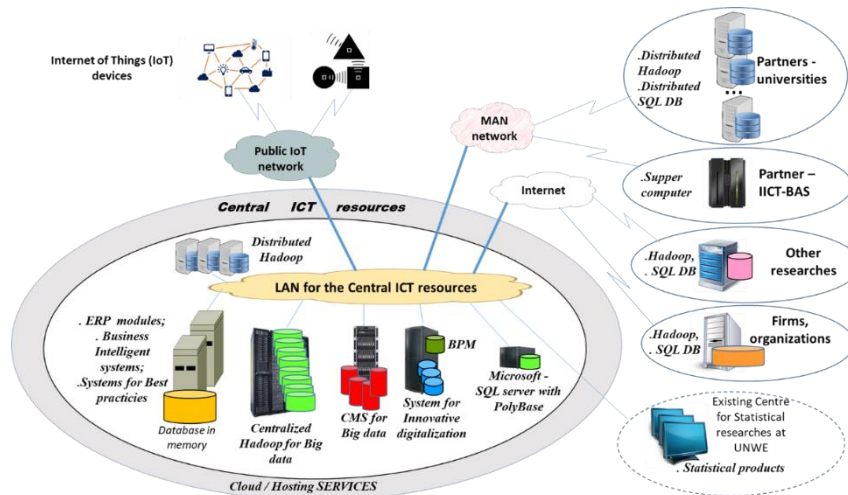 Internet of Things (IoT)
devices
Public IoT
network
MAN
network
Internet
.Distributed
Hadoop
.Distributed
SQL DB
Partners -
universities
.Supper
computer
Partner –
IICT-BAS
.Hadoop,
. SQL DB
Other
researches
.Hadoop,
. SQL DB
Firms,
organizations
Existing Centre
for Statistical
researches at
UNWE
. Statistical products
Central ICT resources
Distributed
Hadoop
LAN for the Central ICT resources
. ERP modules;
. Business
Intelligent
systems;
.Systems for Best
practicies
Database in
memory
Centralized
Hadoop for Big
data
CMS for
Big data
BPM
System for
Innovative
digitalization
Microsoft -
SQL server with
PolyBase
Cloud / Hosting SERVICES